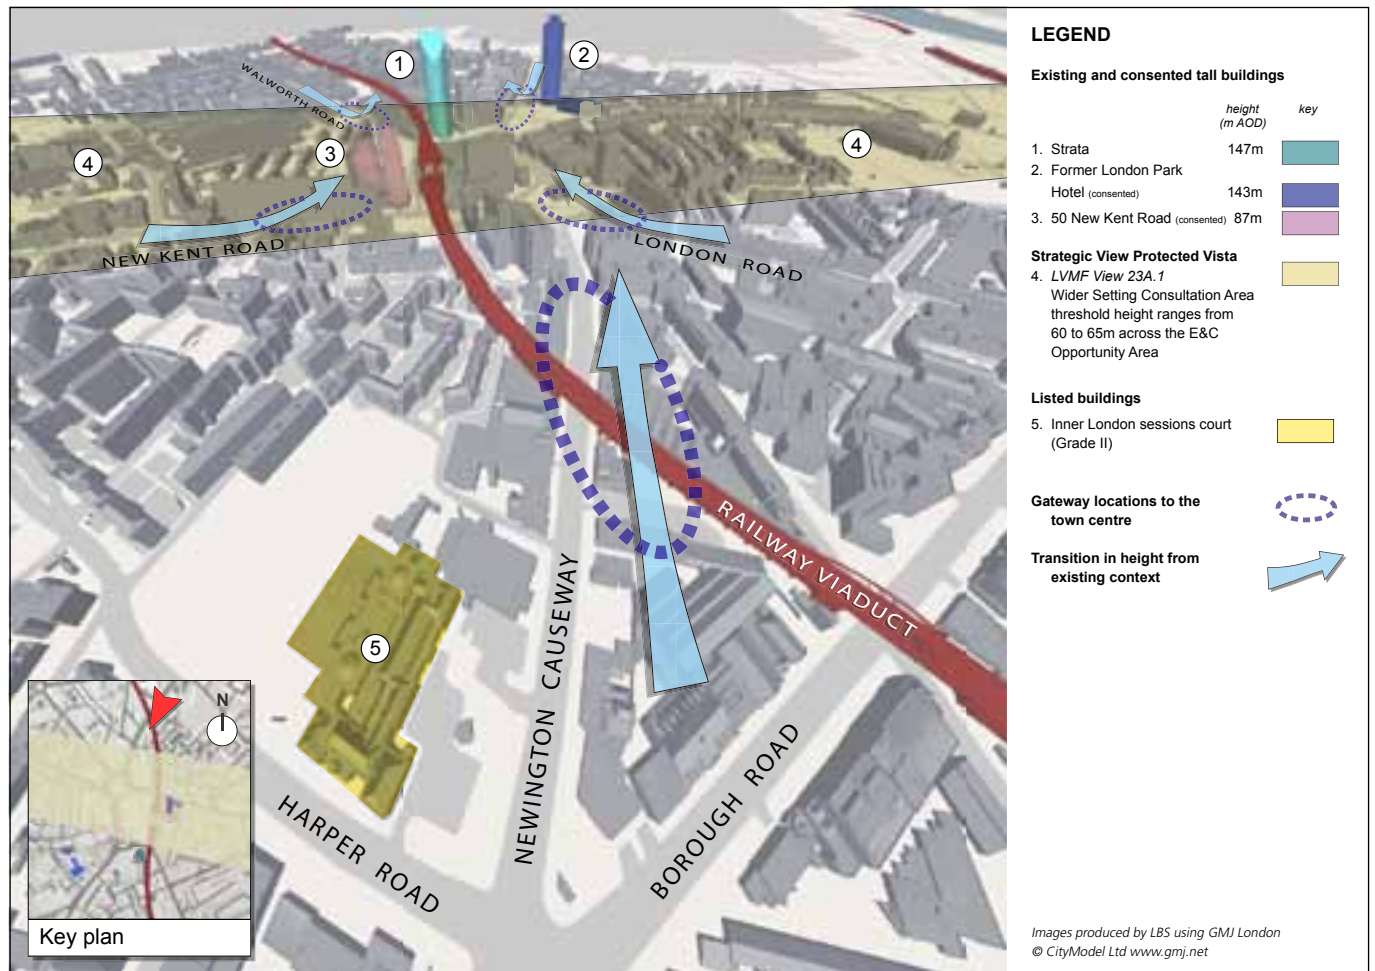 1
2
WALWORTH ROAD
3
4
4
NEW KENT ROAD
LONDON ROAD
RAILWAY VIADUCT
NEWINGTON CAUSEWAY
5
HARPER ROAD
BOROUGH ROAD
N
Key plan
LEGEND
Existing and consented tall buildings
height key
(m AOD)
1. Strata 147m
2. Former London Park
Hotel (consented) 143m
3. 50 New Kent Road (consented) 87m
Strategic View Protected Vista
4. LVMF View 23A.1
Wider Setting Consultation Area
threshold height ranges from
60 to 65m across the E&C
Opportunity Area
Listed buildings
5. Inner London sessions court
(Grade II)
Gateway locations to the
town centre
Transition in height from
existing context
Images produced by LBS using GMJ London
© CityModel Ltd www.gmj.net